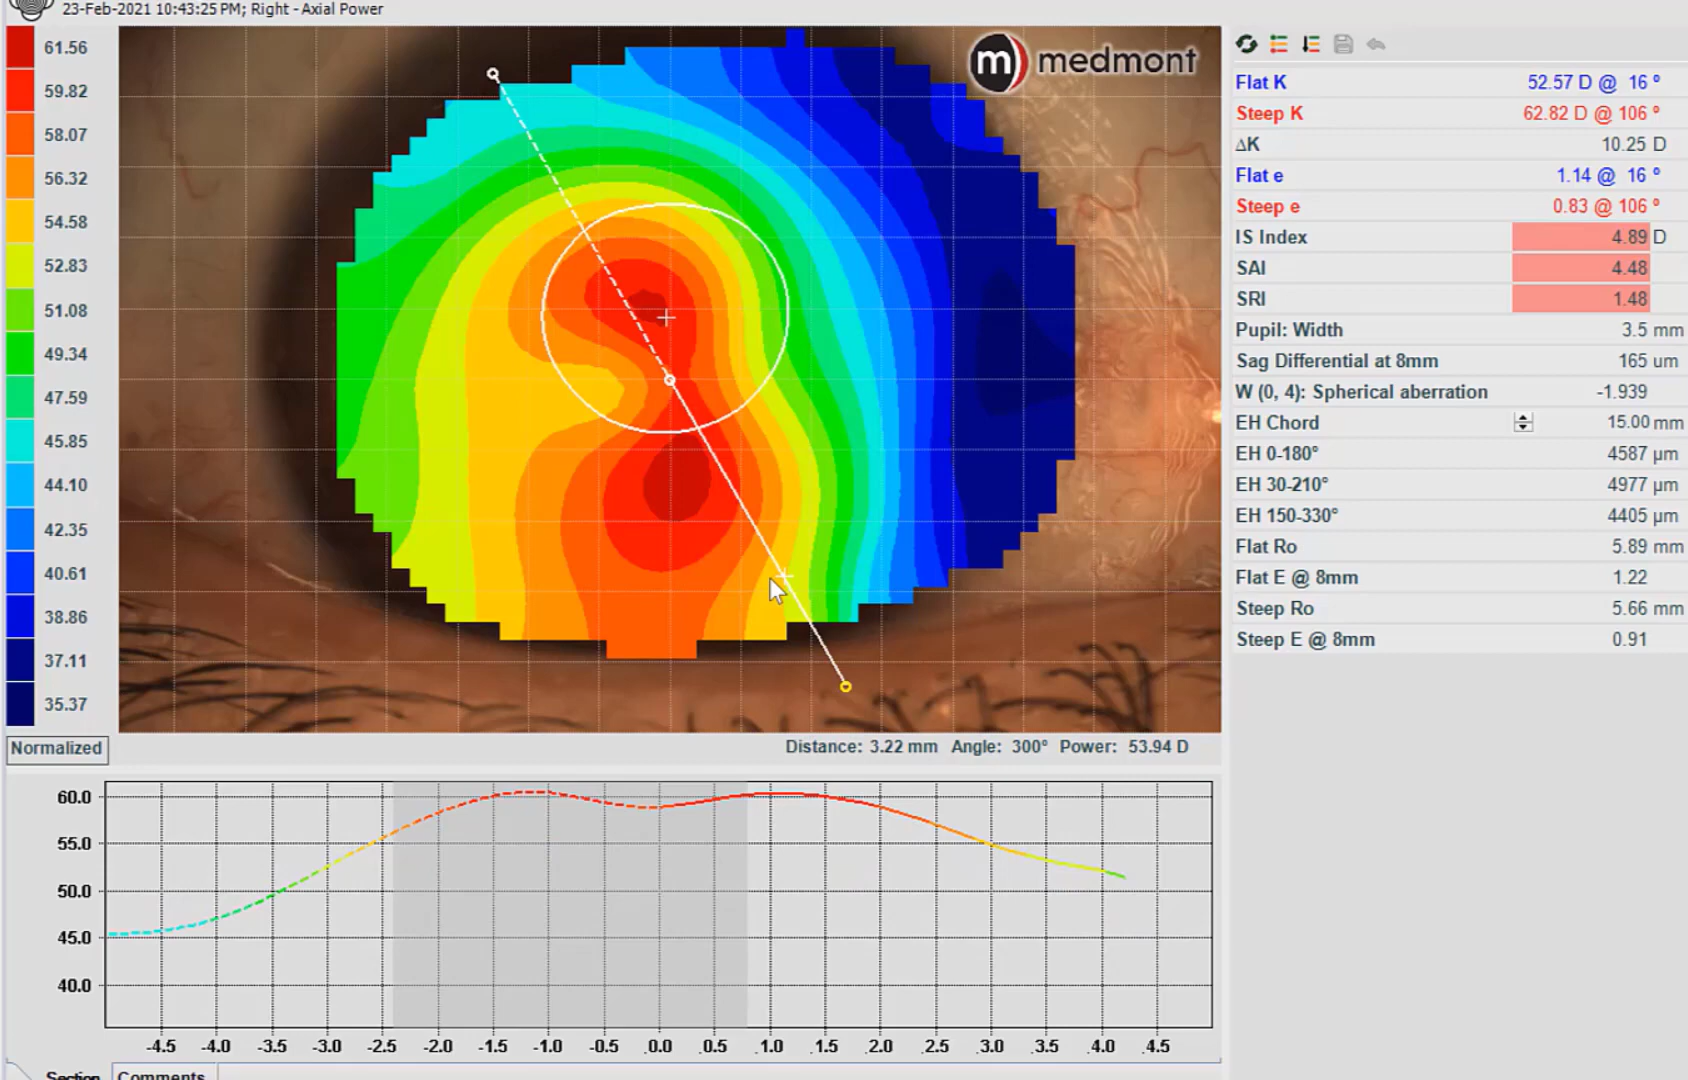 23-Feb-2021 10:43:25 PM; Right - Axial Power
61.56
59.82
58.07
56.32
54.58
52.83
51.08
49.34
47.59
45.85
44.10
42.35
40.61
38.86
37.11
35.37
Normalized
m medmont
Distance: 3.22 mm Angle: 300° Power: 53.94 D
Flat K 52.57 D @ 16 °
Steep K 62.82 D @ 106 °
ΔK 10.25 D
Flat e 1.14 @ 16 °
Steep e 0.83 @ 106 °
IS Index 4.89 D
SAI 4.48
SRI 1.48
Pupil: Width 3.5 mm
Sag Differential at 8mm 165 um
W (0, 4): Spherical aberration -1.939
EH Chord 15.00 mm
EH 0-180° 4587 µm
EH 30-210° 4977 µm
EH 150-330° 4405 µm
Flat Ro 5.89 mm
Flat E @ 8mm 1.22
Steep Ro 5.66 mm
Steep E @ 8mm 0.91
60.0
55.0
50.0
45.0
40.0
-4.5 -4.0 -3.5 -3.0 -2.5 -2.0 -1.5 -1.0 -0.5 0.0 0.5 1.0 1.5 2.0 2.5 3.0 3.5 4.0 4.5
Section Comments